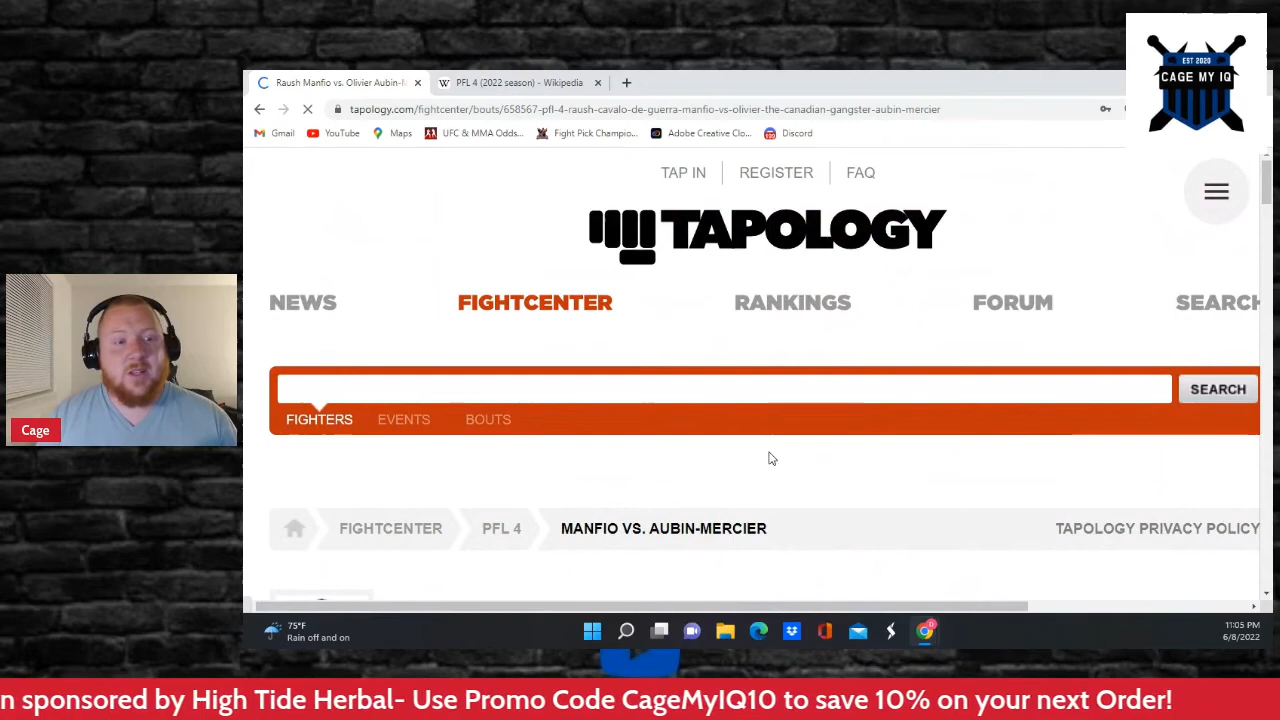 EST 2020
CAGE MY IQ
Raush Manfio vs. Olivier Aubin-M
PFL 4 (2022 season) - Wikipedia
tapology.com/fightcenter/bouts/658567-pfl-4-raush-cavalo-de-guerra-manfio-vs-olivier-the-canadian-gangster-aubin-mercier
Gmail YouTube Maps UFC & MMA Odds... Fight Pick Champio... Adobe Creative Clo... Discord
TAP IN REGISTER FAQ
TAPOLOGY
NEWS FIGHTCENTER RANKINGS FORUM SEARCH
SEARCH
FIGHTERS EVENTS BOUTS
Cage
FIGHTCENTER PFL 4 MANFIO VS. AUBIN-MERCIER TAPOLOGY PRIVACY POLICY
75°F
Rain off and on
11:05 PM
6/8/2022
n sponsored by High Tide Herbal- Use Promo Code CageMyIQ10 to save 10% on your next Order!